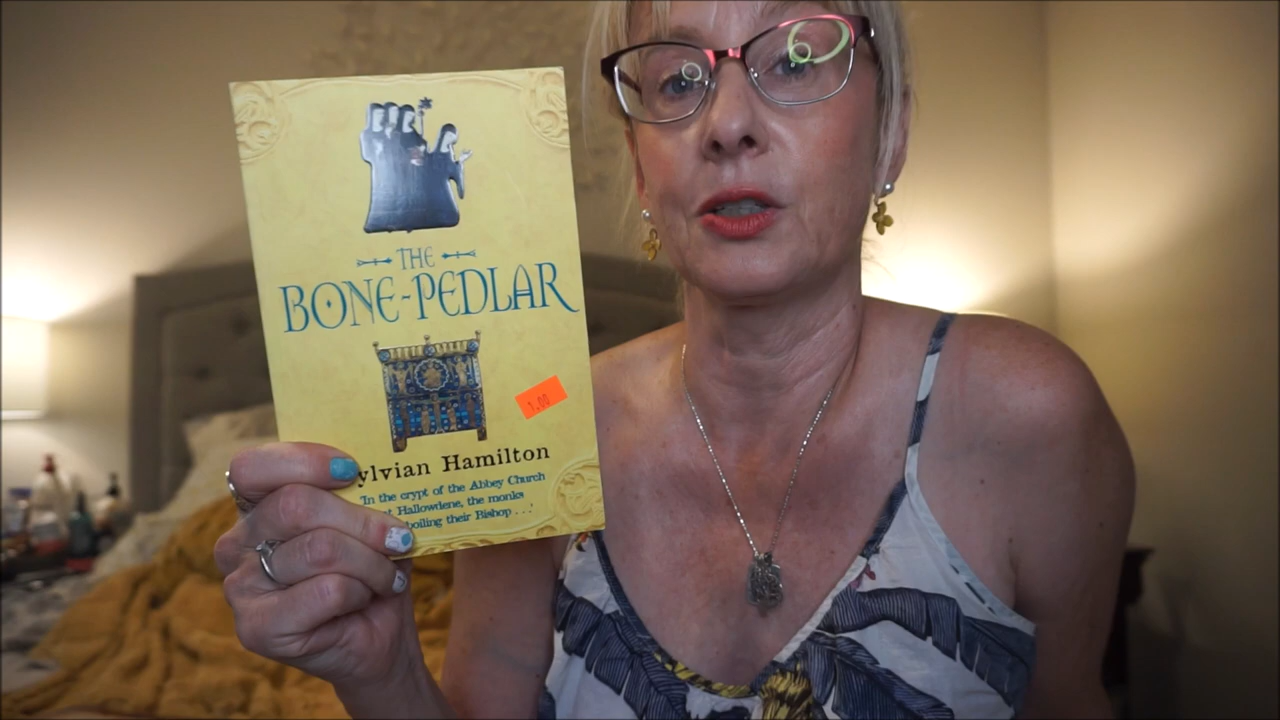 THE
BONE-PEDLAR
1.00
ylvian Hamilton
'In the crypt of the Abbey Church
t Hallowdene, the monks
boiling their Bishop . . .'